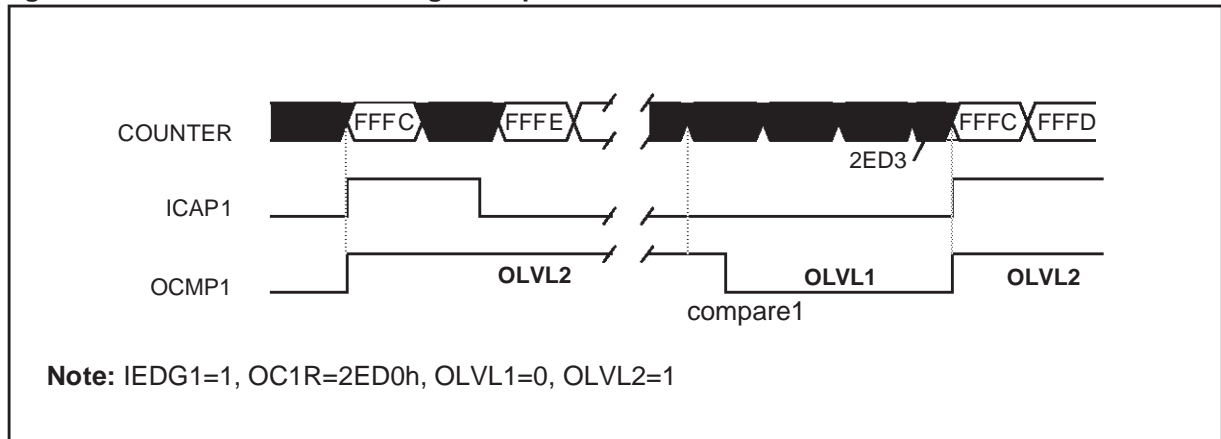 COUNTER FFFC FFFE 2ED3 FFFC FFFD
ICAP1
OCMP1 OLVL2 compare1 OLVL1 OLVL2
Note: IEDG1=1, OC1R=2ED0h, OLVL1=0, OLVL2=1